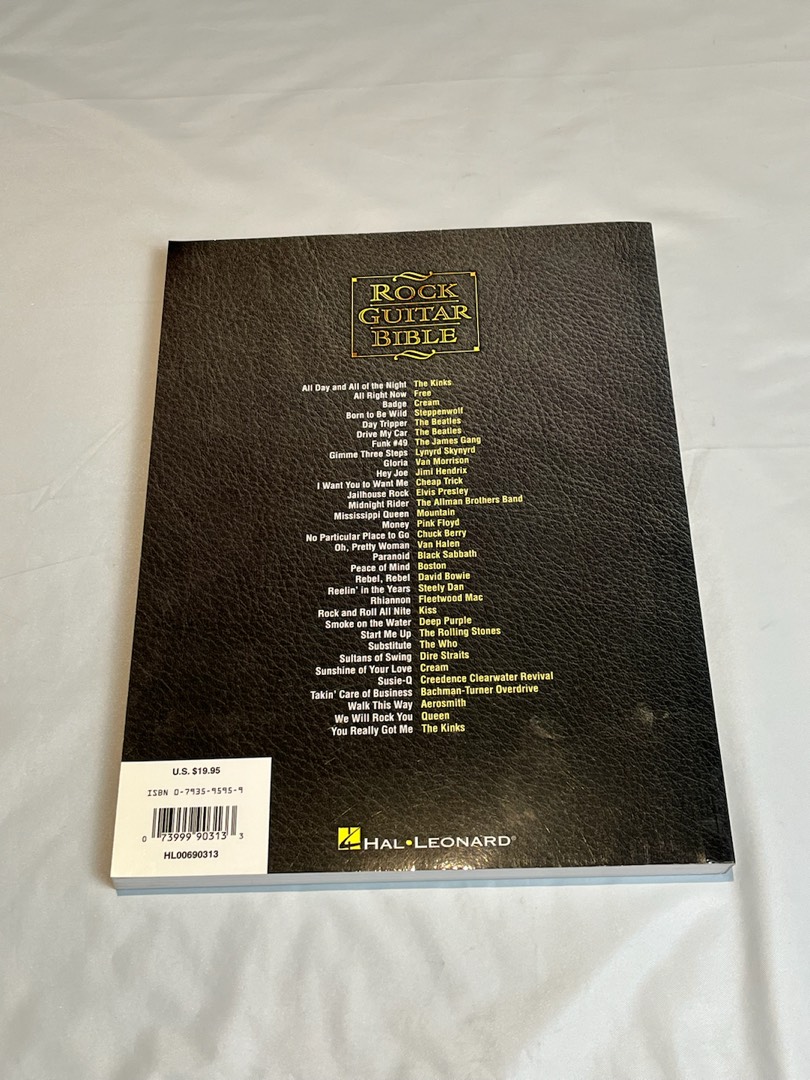 ROCK
GUITAR
BIBLE
All Day and All of the Night The Kinks
All Right Now Free
Badge Cream
Born to Be Wild Steppenwolf
Day Tripper The Beatles
Drive My Car The Beatles
Funk #49 The James Gang
Gimme Three Steps Lynyrd Skynyrd
Gloria Van Morrison
Hey Joe Jimi Hendrix
I Want You to Want Me Cheap Trick
Jailhouse Rock Elvis Presley
Midnight Rider The Allman Brothers Band
Mississippi Queen Mountain
Money Pink Floyd
No Particular Place to Go Chuck Berry
Oh, Pretty Woman Van Halen
Paranoid Black Sabbath
Peace of Mind Boston
Rebel, Rebel David Bowie
Reelin' in the Years Steely Dan
Rhiannon Fleetwood Mac
Rock and Roll All Nite Kiss
Smoke on the Water Deep Purple
Start Me Up The Rolling Stones
Substitute The Who
Sultans of Swing Dire Straits
Sunshine of Your Love Cream
Susie-Q Creedence Clearwater Revival
Takin' Care of Business Bachman-Turner Overdrive
Walk This Way Aerosmith
We Will Rock You Queen
You Really Got Me The Kinks
U.S. $19.95
ISBN 0-7935-9595-9
0 73999 90313 3
HL00690313
HAL•LEONARD®